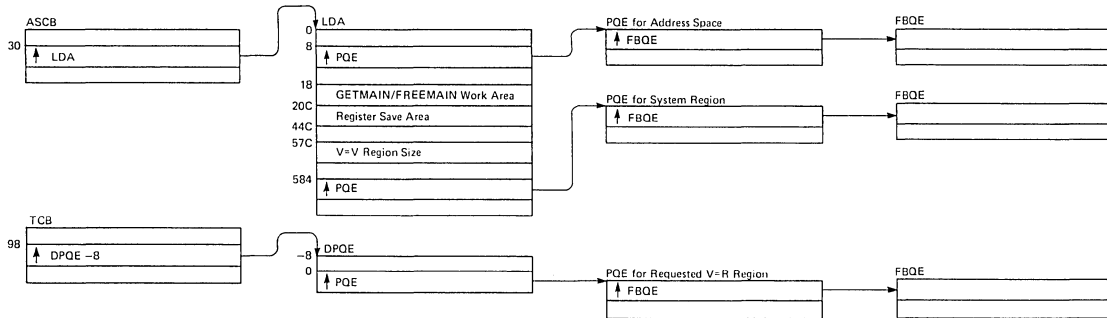 ASCB
30
↑ LDA
LDA
0
8
↑ PQE
18
GETMAIN/FREEMAIN Work Area
20C
Register Save Area
44C
57C
V=V Region Size
584
↑ PQE
PQE for Address Space
↑ FBQE
FBQE
PQE for System Region
↑ FBQE
FBQE
TCB
98
↑ DPQE −8
DPQE
−8
0
↑ PQE
PQE for Requested V=R Region
↑ FBQE
FBQE